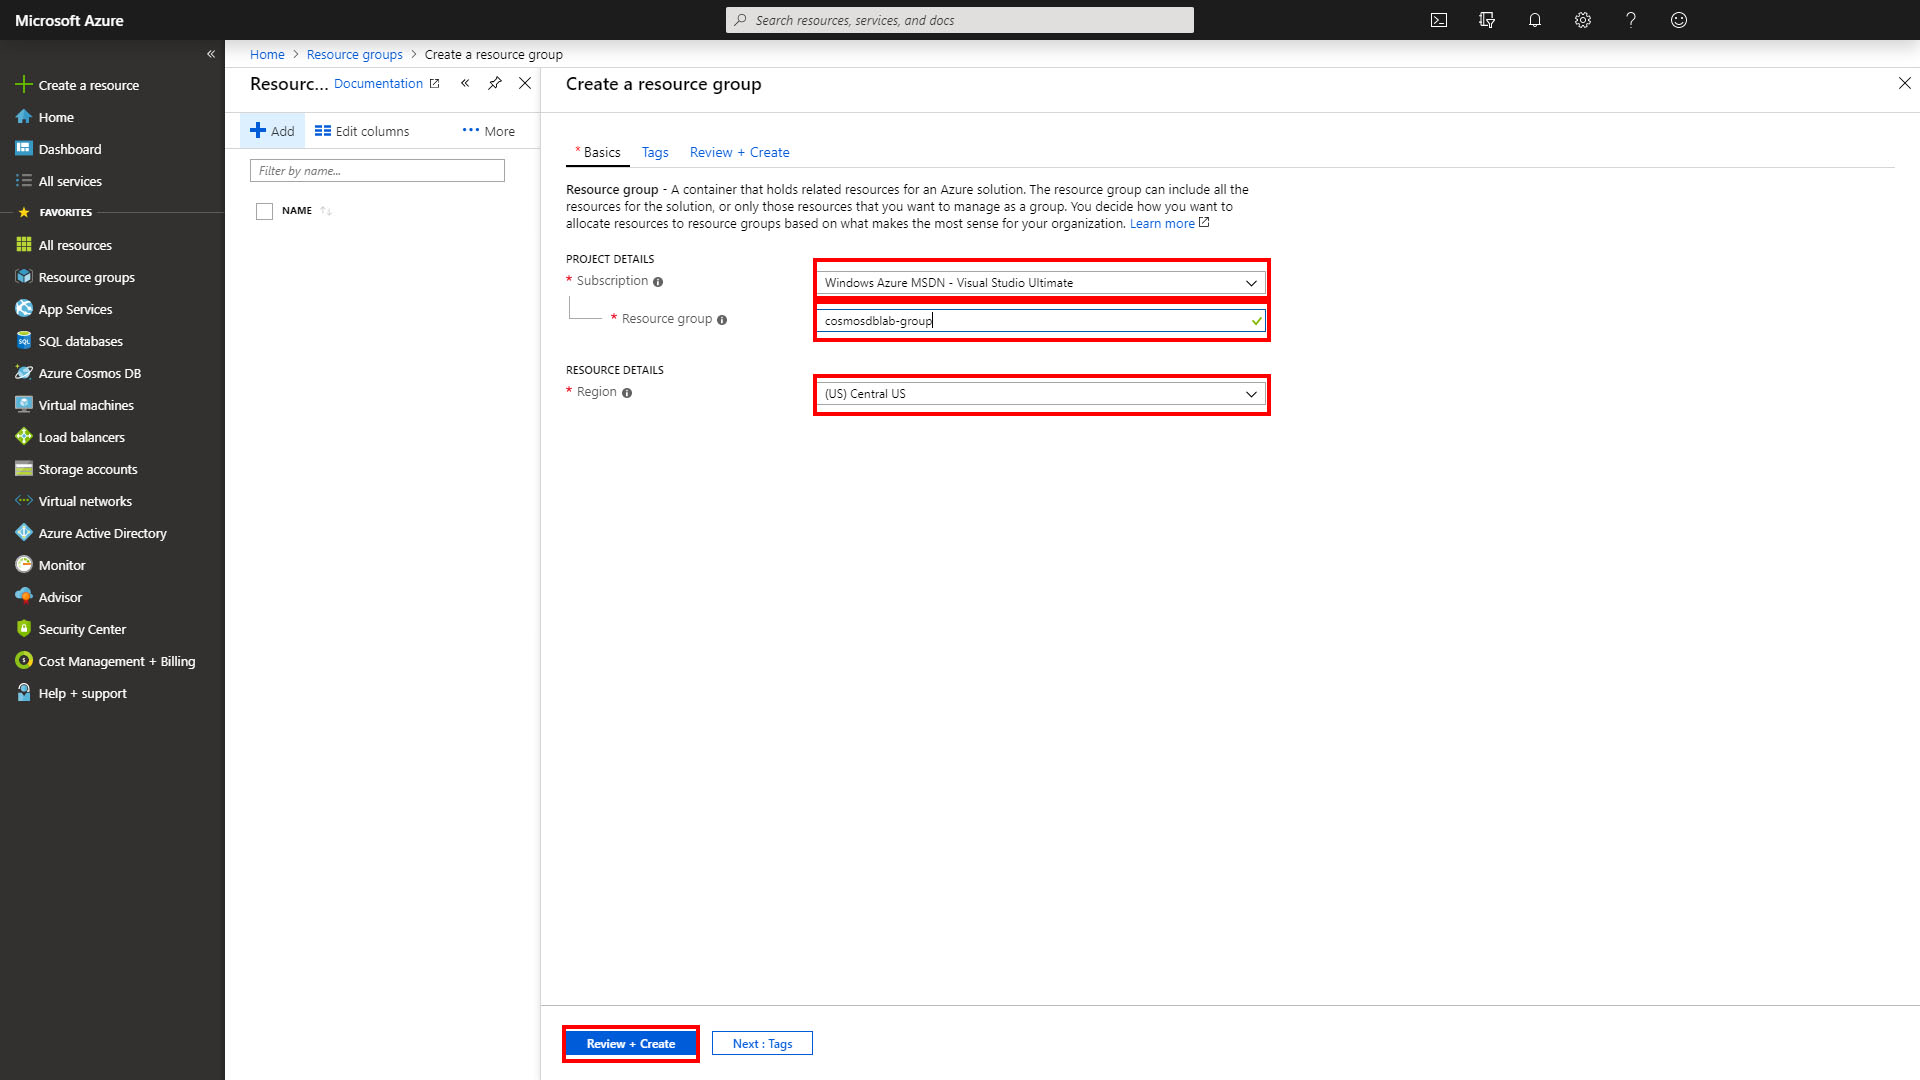 Microsoft Azure
Search resources, services, and docs
Create a resource
Home
Dashboard
All services
FAVORITES
All resources
Resource groups
App Services
SQL databases
Azure Cosmos DB
Virtual machines
Load balancers
Storage accounts
Virtual networks
Azure Active Directory
Monitor
Advisor
Security Center
Cost Management + Billing
Help + support
Home > Resource groups > Create a resource group
Resourc... Documentation
Add Edit columns ... More
Filter by name...
NAME
Create a resource group
* Basics Tags Review + Create
Resource group - A container that holds related resources for an Azure solution. The resource group can include all the
resources for the solution, or only those resources that you want to manage as a group. You decide how you want to
allocate resources to resource groups based on what makes the most sense for your organization. Learn more
PROJECT DETAILS
* Subscription
Windows Azure MSDN - Visual Studio Ultimate
* Resource group
cosmosdblab-group
RESOURCE DETAILS
* Region
(US) Central US
Review + Create
Next : Tags